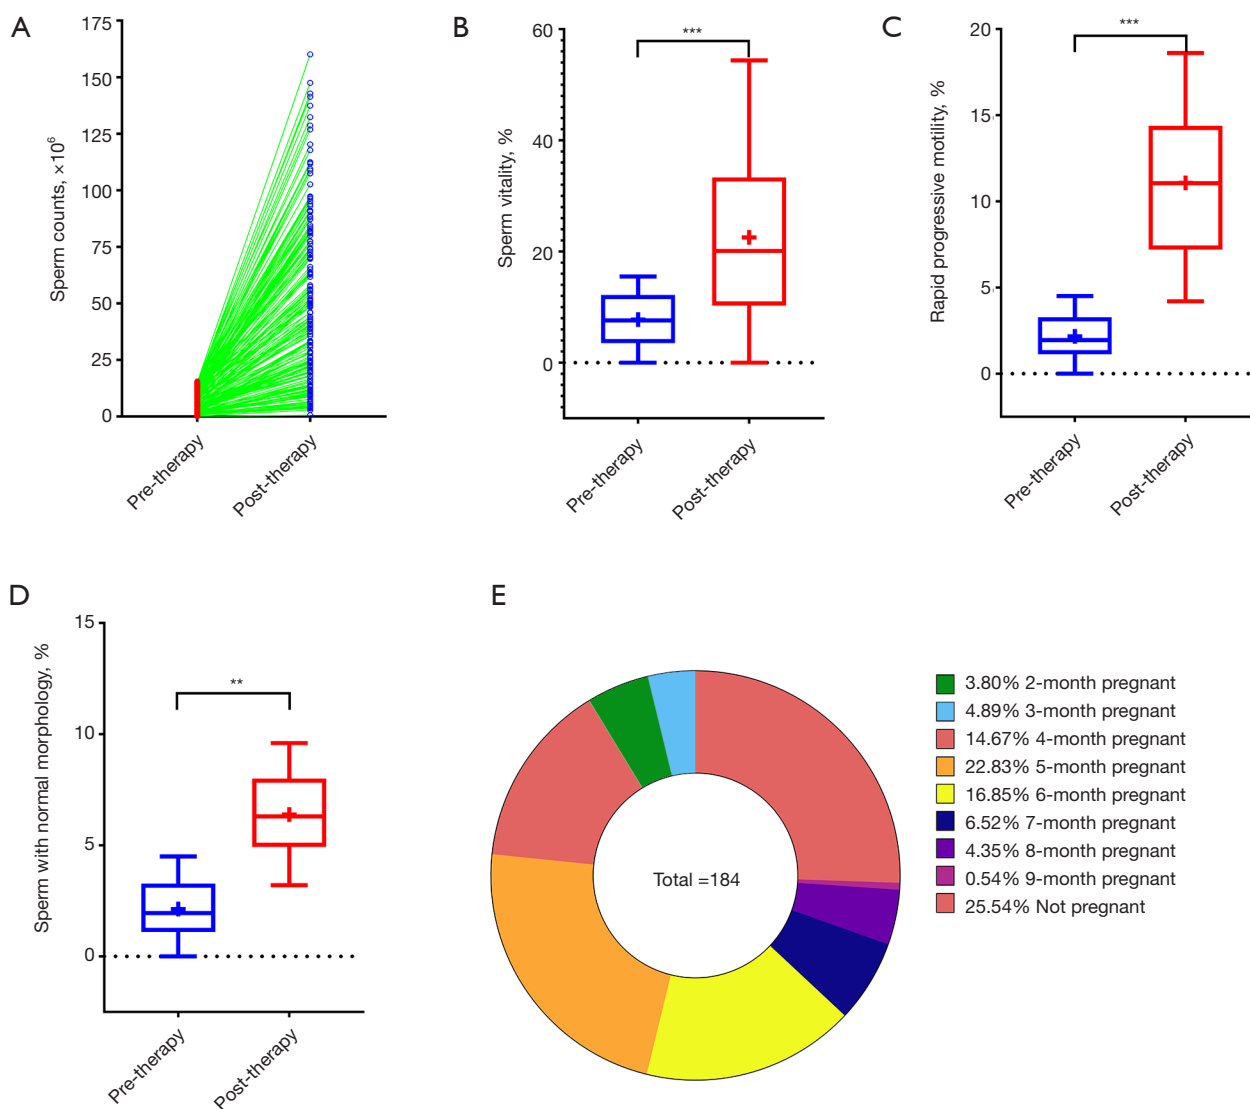 A
175
150
125
100
75
50
25
0
Sperm counts, ×10⁶
Pre-therapy
Post-therapy
B
60
40
20
0
Sperm vitality, %
***
Pre-therapy
Post-therapy
C
20
15
10
5
0
Rapid progressive motility, %
***
Pre-therapy
Post-therapy
D
15
10
5
0
Sperm with normal morphology, %
**
Pre-therapy
Post-therapy
E
Total =184
3.80% 2-month pregnant
4.89% 3-month pregnant
14.67% 4-month pregnant
22.83% 5-month pregnant
16.85% 6-month pregnant
6.52% 7-month pregnant
4.35% 8-month pregnant
0.54% 9-month pregnant
25.54% Not pregnant